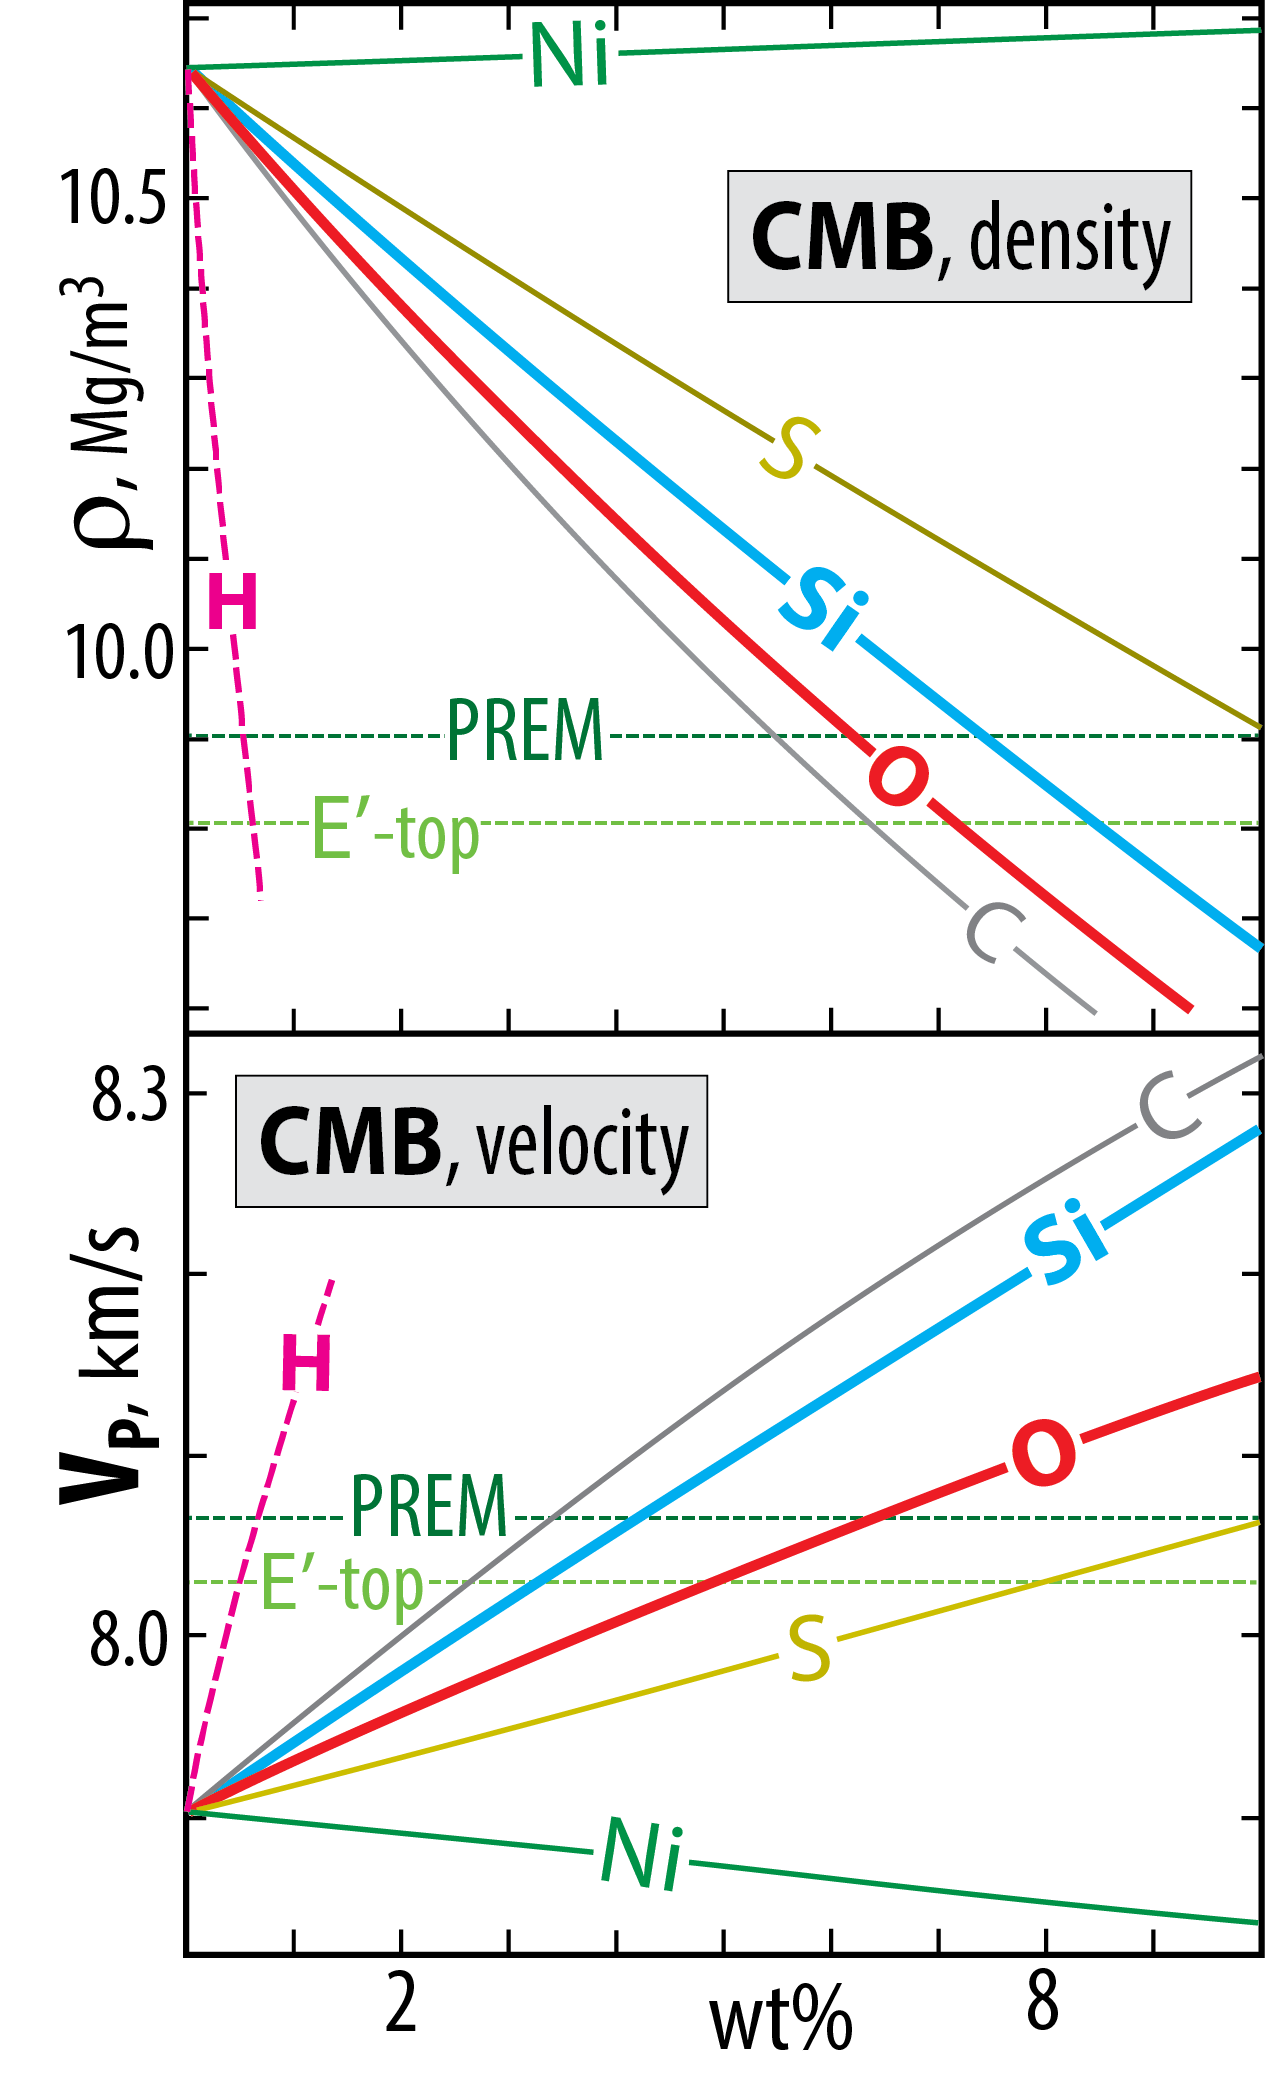 Ni
10.5
CMB, density
ρ, Mg/m³
S
Si
H
10.0
PREM
O
E′-top
C
8.3
C
CMB, velocity
Si
Vₚ, km/s
H
O
PREM
E′-top
8.0
S
Ni
2
wt%
8